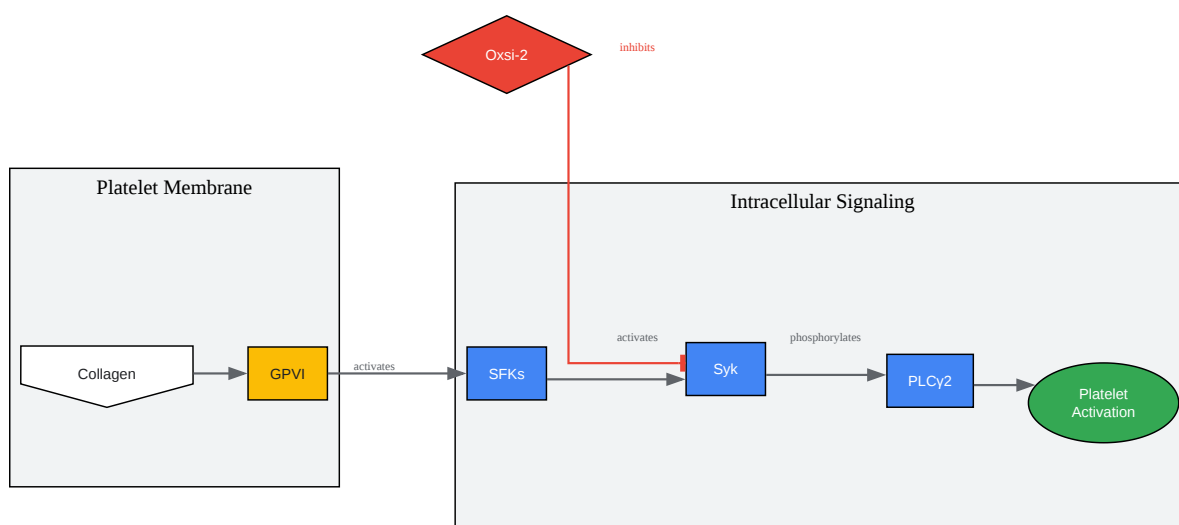 Oxsi-2
inhibits
Platelet Membrane
Intracellular Signaling
Collagen
GPVI
activates
SFKs
activates
Syk
phosphorylates
PLCγ2
Platelet
Activation